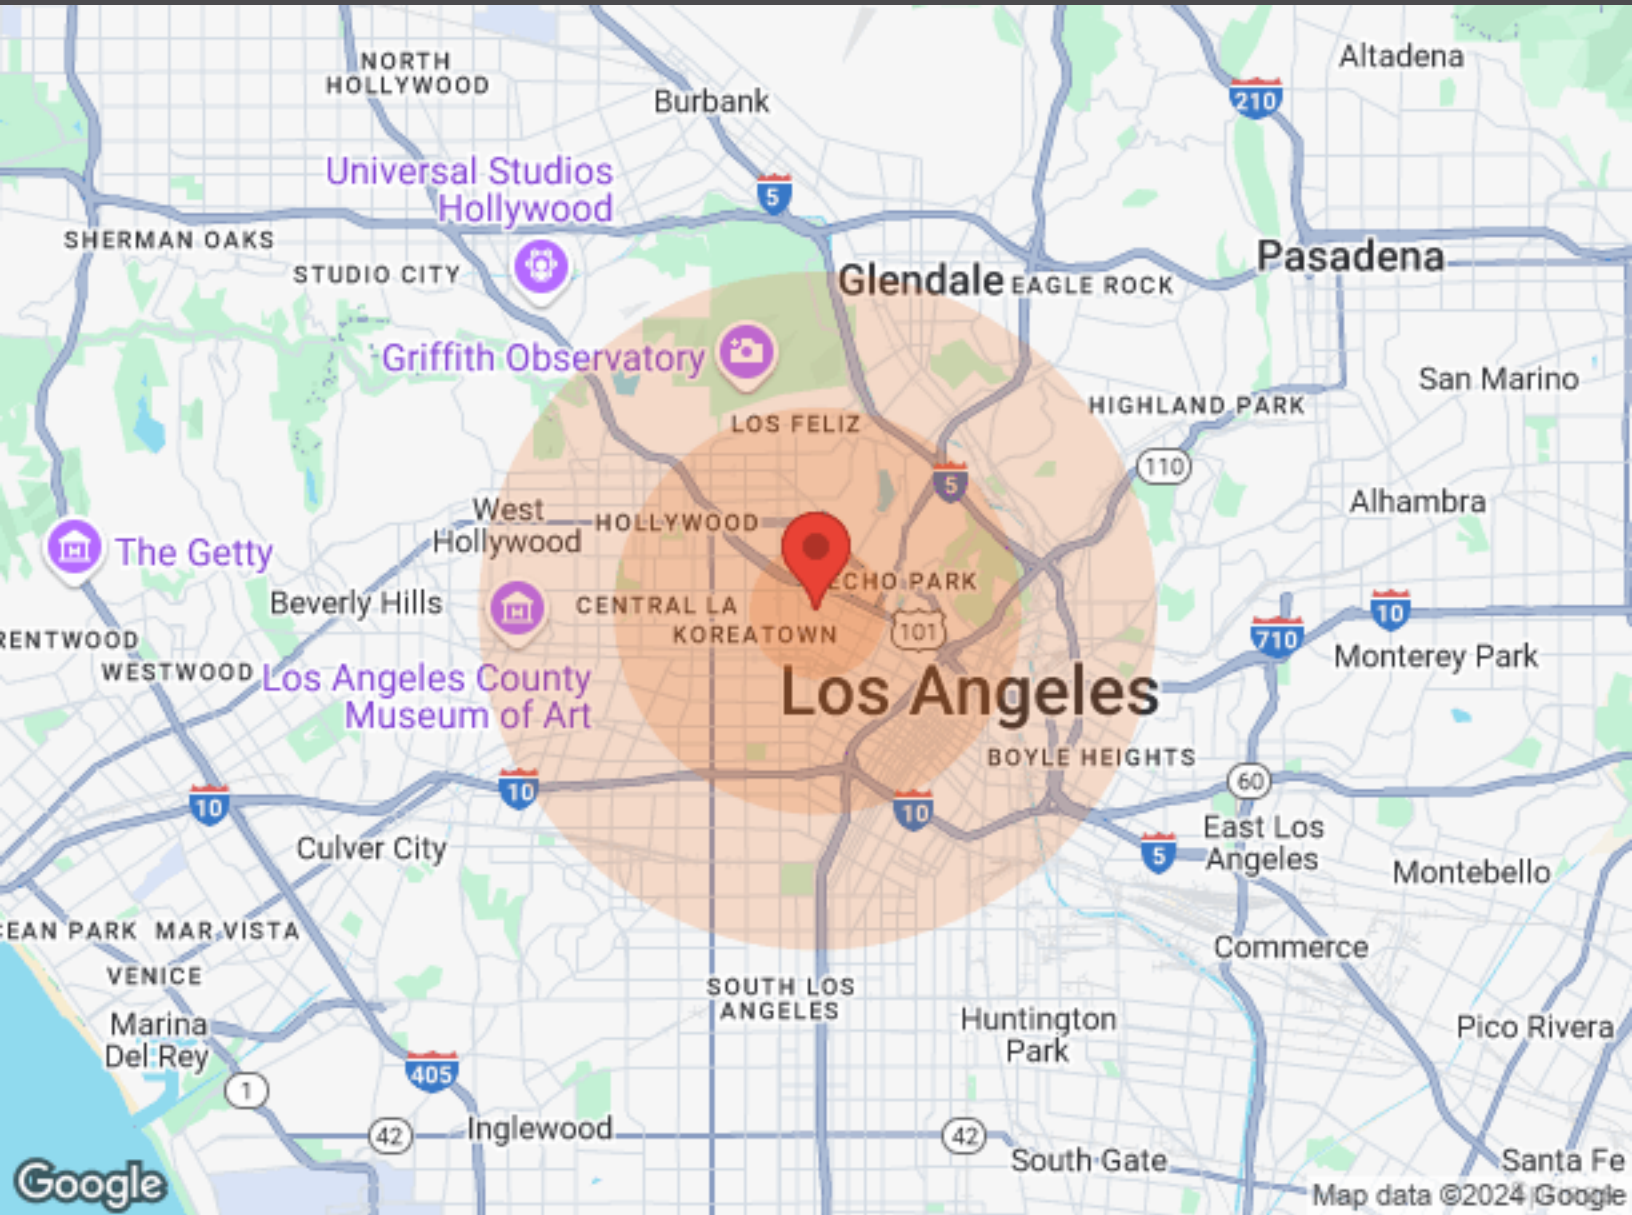 NORTH
HOLLYWOOD
Burbank
210
Altadena
Universal Studios
Hollywood
5
SHERMAN OAKS
STUDIO CITY
Glendale
EAGLE ROCK
Pasadena
Griffith Observatory
San Marino
LOS FELIZ
HIGHLAND PARK
110
5
West
Hollywood
HOLLYWOOD
Alhambra
The Getty
Beverly Hills
CENTRAL LA
ECHO PARK
KOREATOWN
101
10
710
RENTWOOD
WESTWOOD
Monterey Park
Los Angeles County
Museum of Art
Los Angeles
BOYLE HEIGHTS
10
10
10
60
5
East Los
Angeles
Culver City
Montebello
CEAN PARK
MAR VISTA
Commerce
VENICE
SOUTH LOS
ANGELES
Marina
Del Rey
Huntington
Park
Pico Rivera
405
1
42
Inglewood
42
South Gate
Santa Fe
Google
Map data ©2024 Google